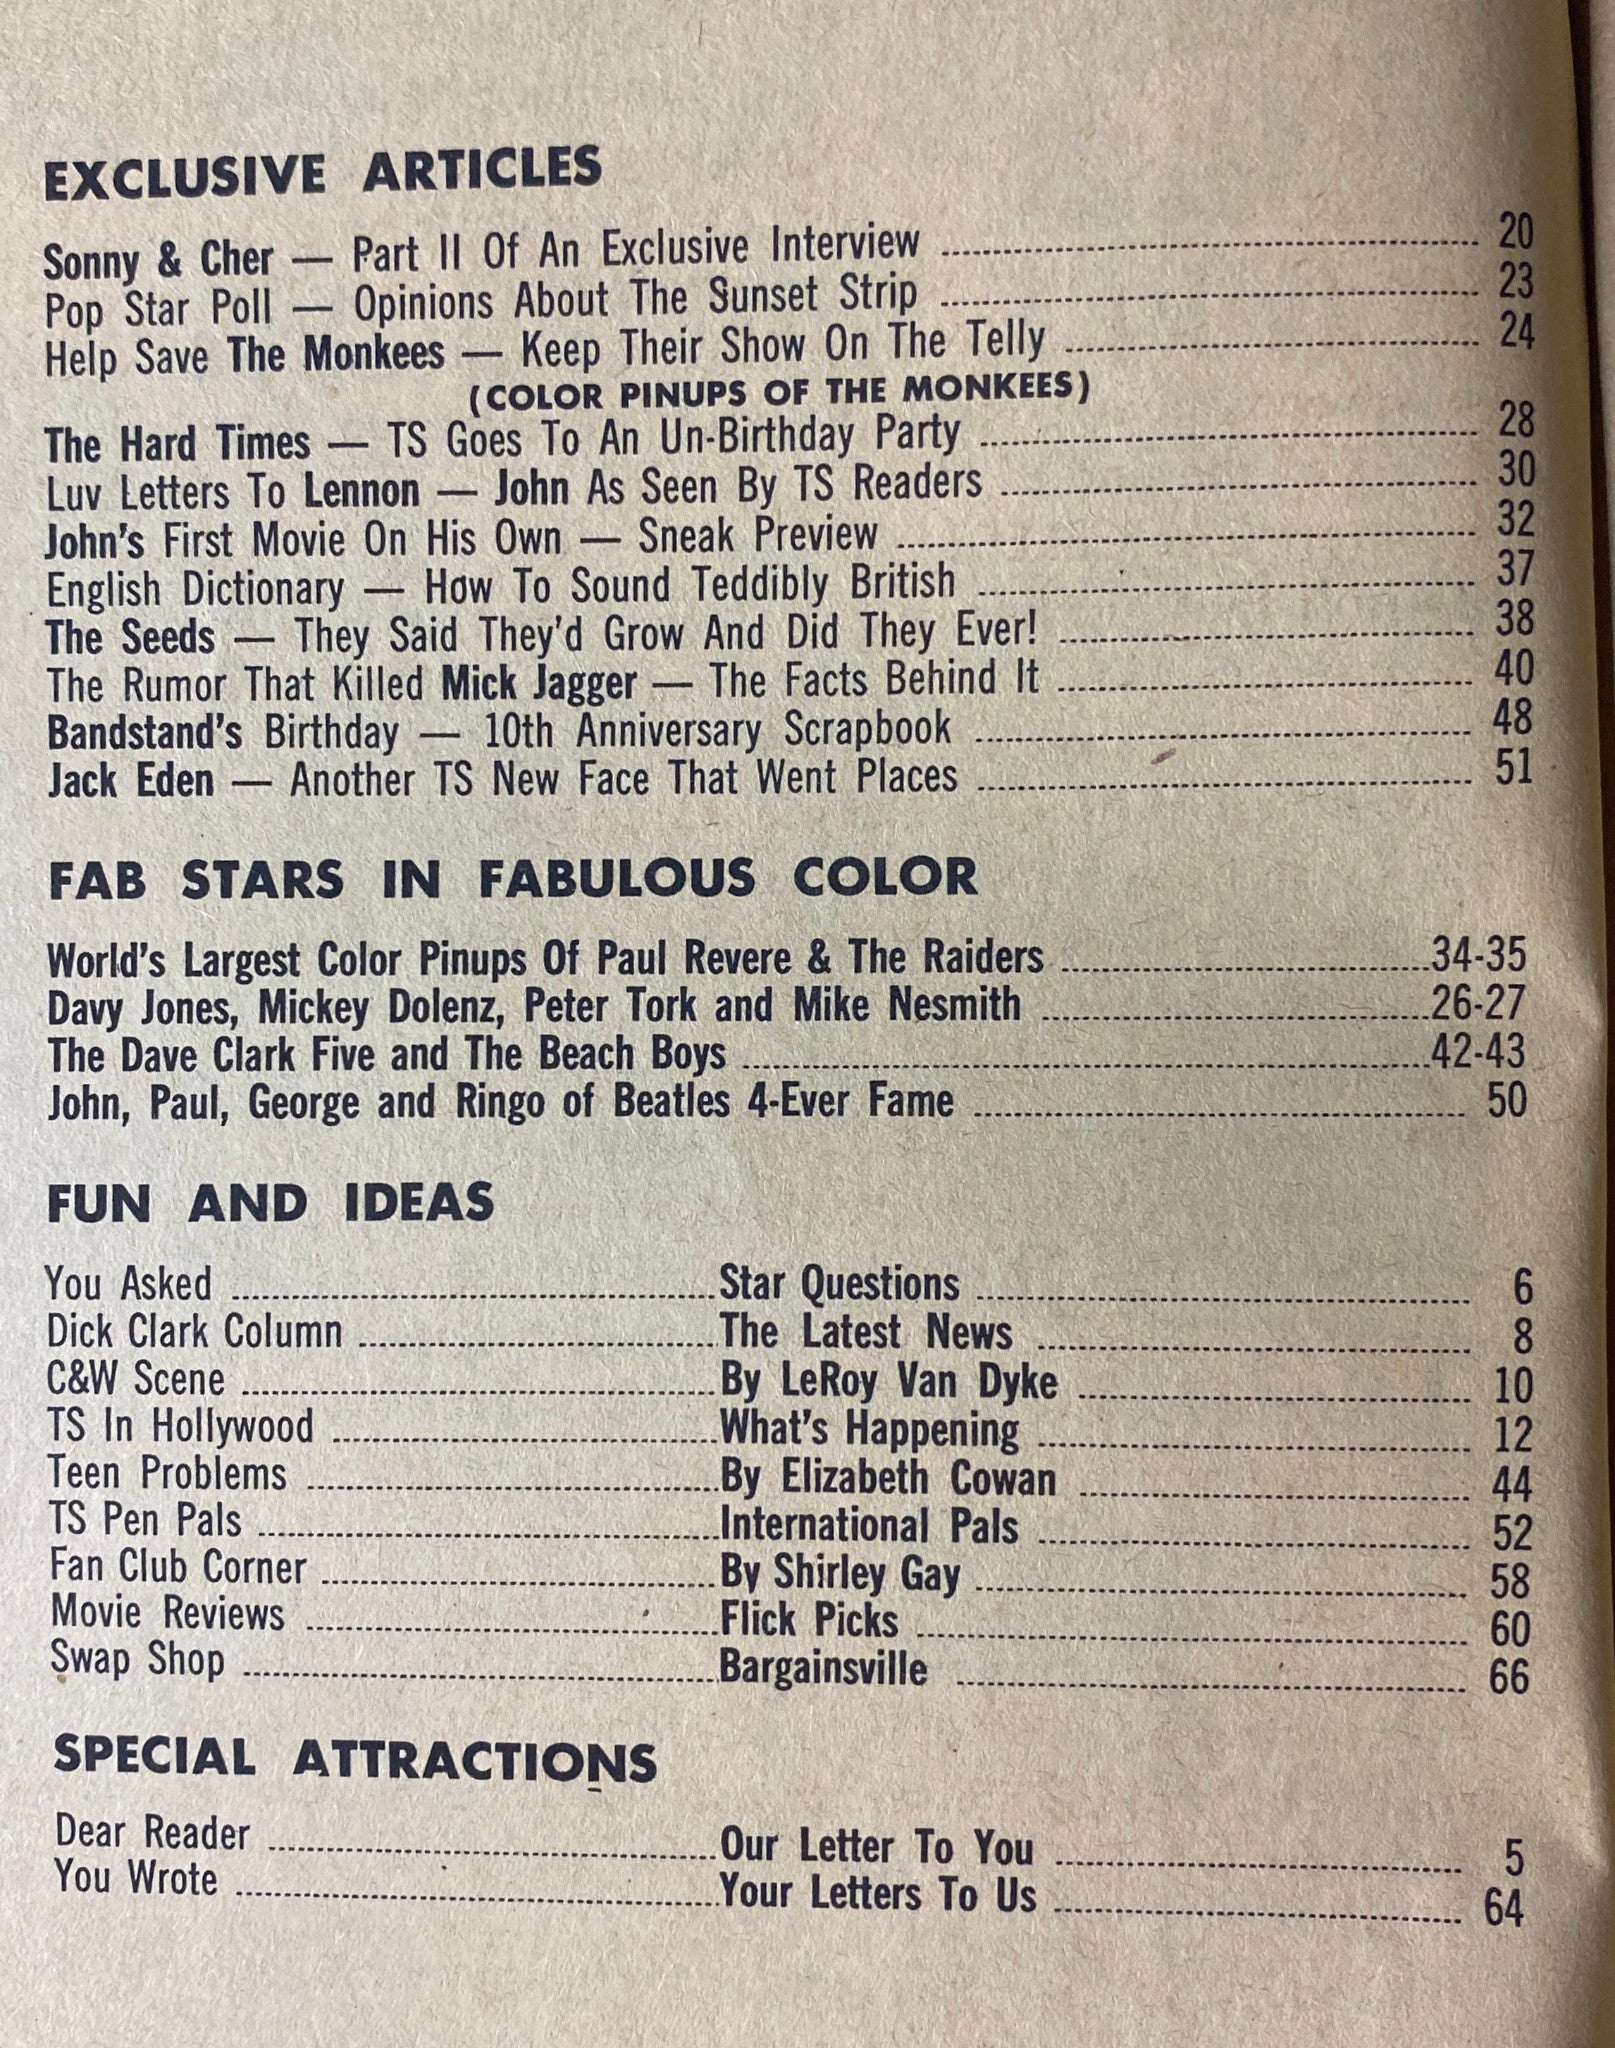 EXCLUSIVE ARTICLES
Sonny & Cher — Part II Of An Exclusive Interview 20
Pop Star Poll — Opinions About The Sunset Strip 23
Help Save The Monkees — Keep Their Show On The Telly 24
(COLOR PINUPS OF THE MONKEES)
The Hard Times — TS Goes To An Un-Birthday Party 28
Luv Letters To Lennon — John As Seen By TS Readers 30
John's First Movie On His Own — Sneak Preview 32
English Dictionary — How To Sound Teddibly British 37
The Seeds — They Said They'd Grow And Did They Ever! 38
The Rumor That Killed Mick Jagger — The Facts Behind It 40
Bandstand's Birthday — 10th Anniversary Scrapbook 48
Jack Eden — Another TS New Face That Went Places 51
FAB STARS IN FABULOUS COLOR
World's Largest Color Pinups Of Paul Revere & The Raiders 34-35
Davy Jones, Mickey Dolenz, Peter Tork and Mike Nesmith 26-27
The Dave Clark Five and The Beach Boys 42-43
John, Paul, George and Ringo of Beatles 4-Ever Fame 50
FUN AND IDEAS
You Asked Star Questions 6
Dick Clark Column The Latest News 8
C&W Scene By LeRoy Van Dyke 10
TS In Hollywood What's Happening 12
Teen Problems By Elizabeth Cowan 44
TS Pen Pals International Pals 52
Fan Club Corner By Shirley Gay 58
Movie Reviews Flick Picks 60
Swap Shop Bargainsville 66
SPECIAL ATTRACTIONS
Dear Reader Our Letter To You 5
You Wrote Your Letters To Us 64